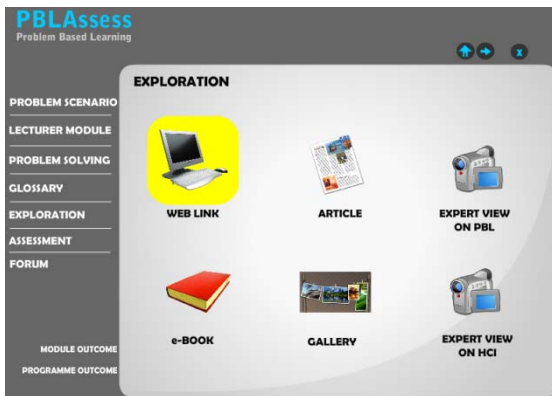 PBLAssess
Problem Based Learning
x
EXPLORATION
PROBLEM SCENARIO
LECTURER MODULE
PROBLEM SOLVING
GLOSSARY
EXPLORATION
ASSESSMENT
FORUM
MODULE OUTCOME
PROGRAMME OUTCOME
WEB LINK
ARTICLE
EXPERT VIEW
ON PBL
e-BOOK
GALLERY
EXPERT VIEW
ON HCI